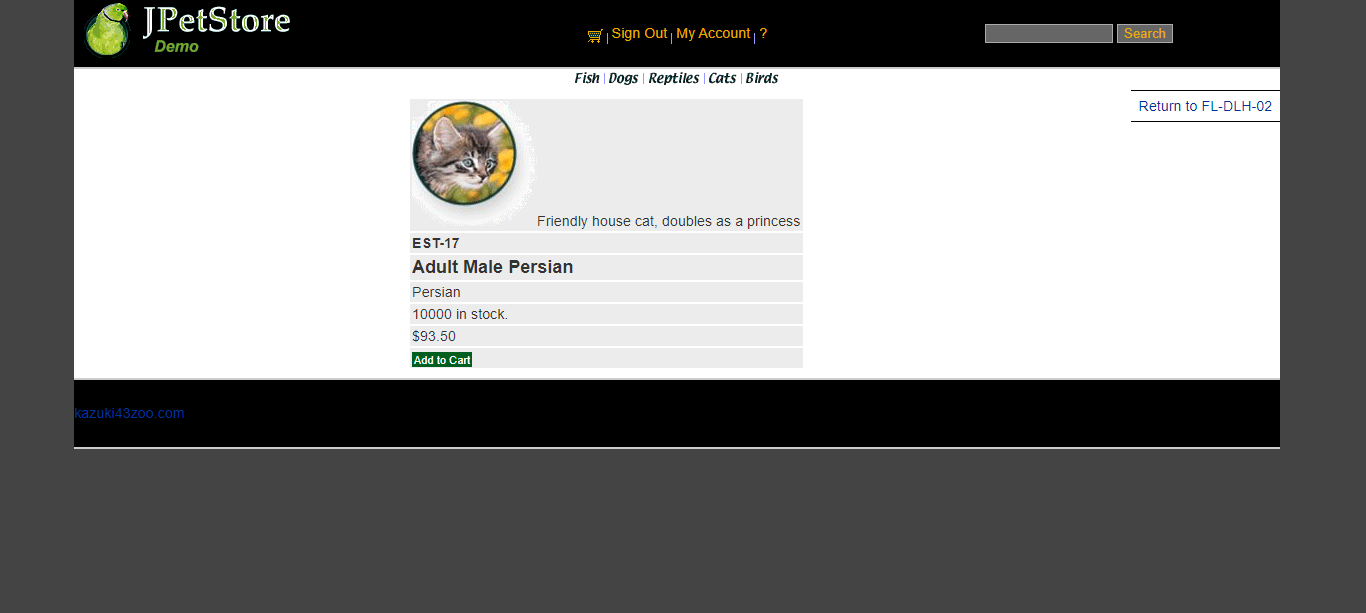 JPetStore
Demo
Sign Out | My Account | ?
Search
Fish | Dogs | Reptiles | Cats | Birds
Return to FL-DLH-02
Friendly house cat, doubles as a princess
EST-17
Adult Male Persian
Persian
10000 in stock.
$93.50
Add to Cart
kazuki43zoo.com